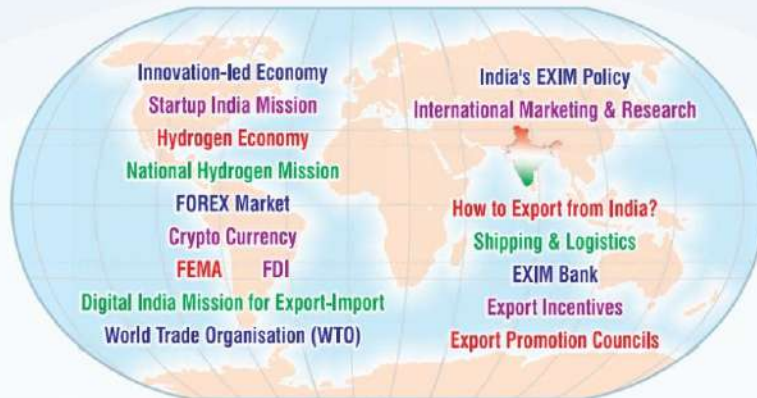 Innovation-led Economy
Startup India Mission
Hydrogen Economy
National Hydrogen Mission
FOREX Market
Crypto Currency
FEMA FDI
Digital India Mission for Export-Import
World Trade Organisation (WTO)
India's EXIM Policy
International Marketing & Research
How to Export from India?
Shipping & Logistics
EXIM Bank
Export Incentives
Export Promotion Councils